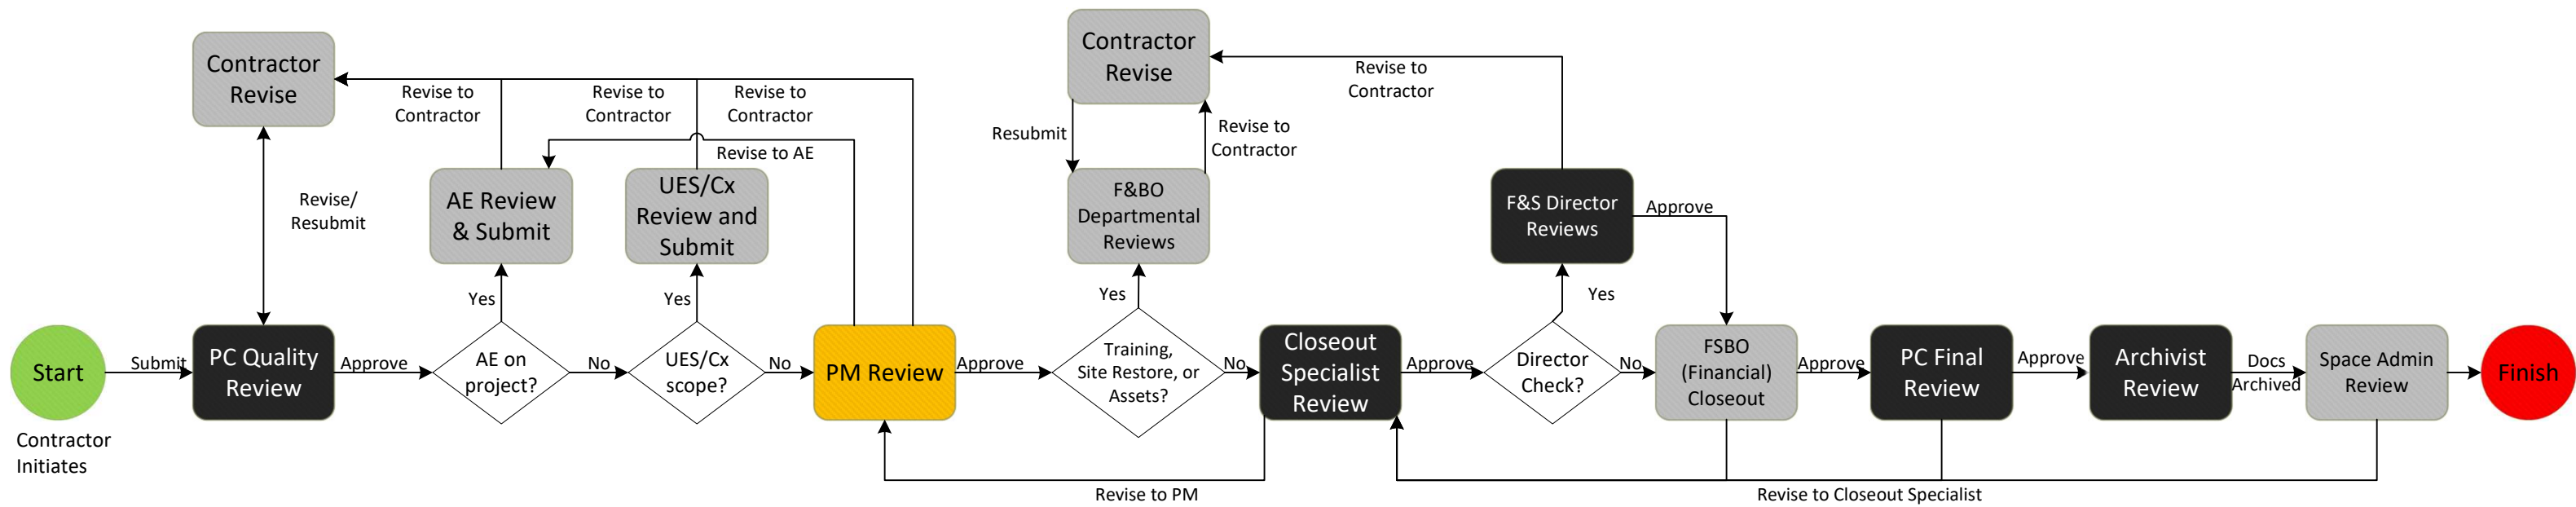 Contractor
Revise
Revise to
Contractor
Revise to
Contractor
Revise to
Contractor
Revise to AE
Revise/
Resubmit
AE Review
& Submit
UES/Cx
Review and
Submit
Yes
Yes
Start
Submit
Contractor
Initiates
PC Quality
Review
Approve
AE on
project?
No
UES/Cx
scope?
No
PM Review
Approve
Contractor
Revise
Resubmit
Revise to
Contractor
Revise to
Contractor
F&BO
Departmental
Reviews
Yes
Training,
Site Restore, or
Assets?
No
Closeout
Specialist
Review
Revise to PM
Approve
F&S Director
Reviews
Approve
Yes
Director
Check?
No
FSBO
(Financial)
Closeout
Approve
PC Final
Review
Approve
Archivist
Review
Docs
Archived
Space Admin
Review
Finish
Revise to Closeout Specialist